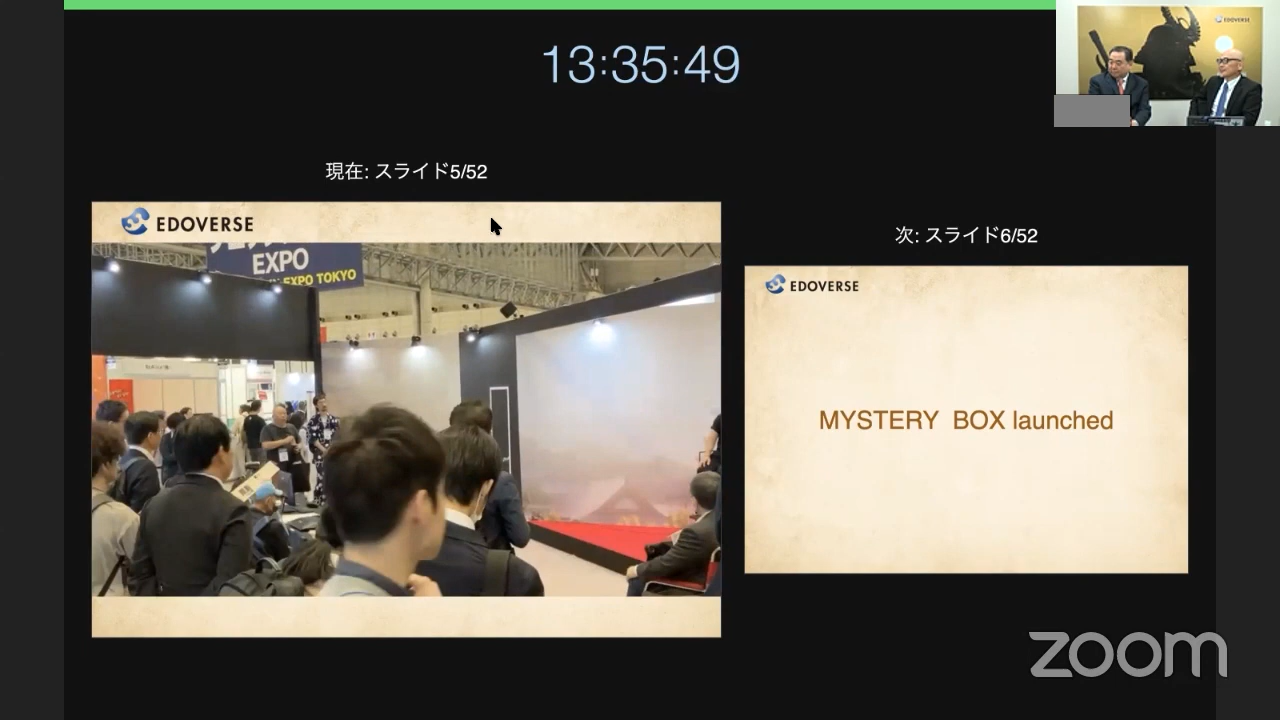 13:35:49
EDOVERSE
現在: スライド5/52
EDOVERSE
EXPO
EXPO TOKYO
次: スライド6/52
EDOVERSE
MYSTERY BOX launched
zoom